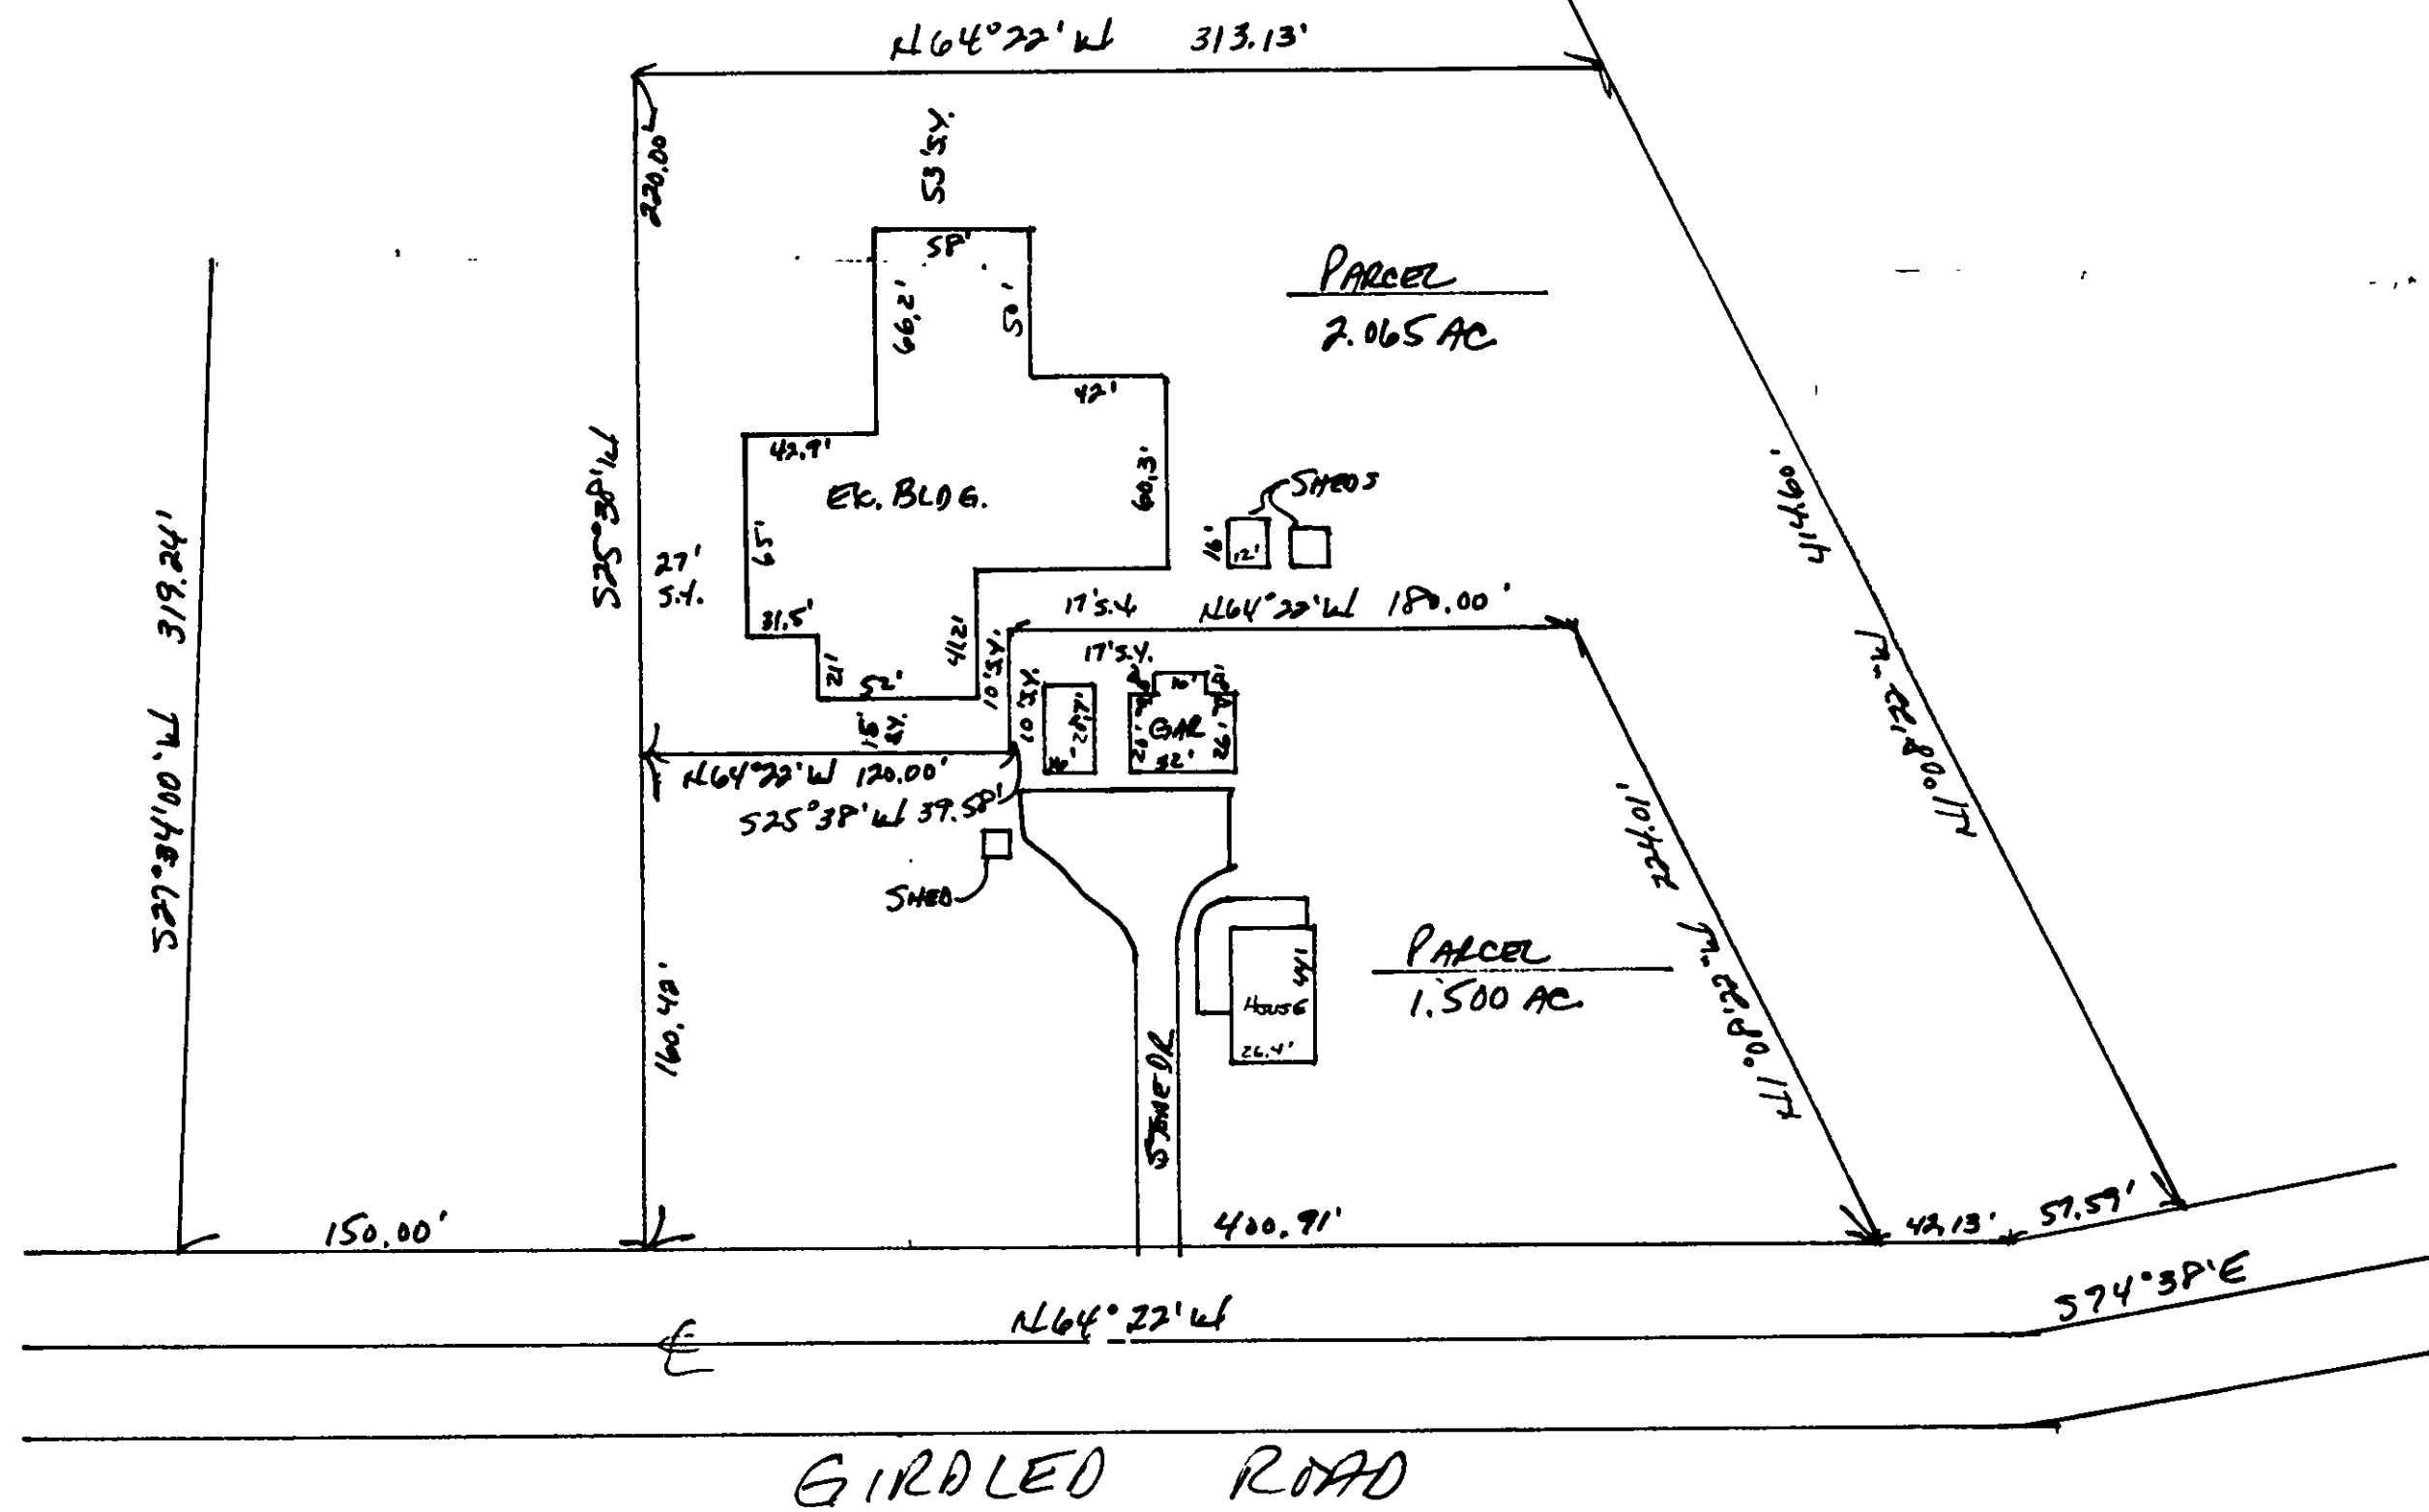 N64°22'W 313.13'
220.00'
53' S.Y.
58'
66.2'
50'
PARCEL
2.065 AC.
42'
42.9'
EX. BLDG.
60.3'
SHEDS
16'
12'
S25°38'W
27'
S.Y.
65'
414.60'
S27°34'00"W 319.24'
17' S.Y.
N64°22'W 180.00'
31.5'
21'
52'
41.2'
10' S.Y.
10' S.Y.
17' S.Y.
16'
GAR
26'
26'
32'
15'
S.Y.
N64°22'W 120.00'
S25°38'W 39.58'
SHED
224.01'
PARCEL
1.500 AC.
44'
HOUSE
26.4'
160.42'
STONE DR
150.00'
400.91'
42.13'
57.59'
S74°38'E
N64°22'W
GIRDLED ROAD